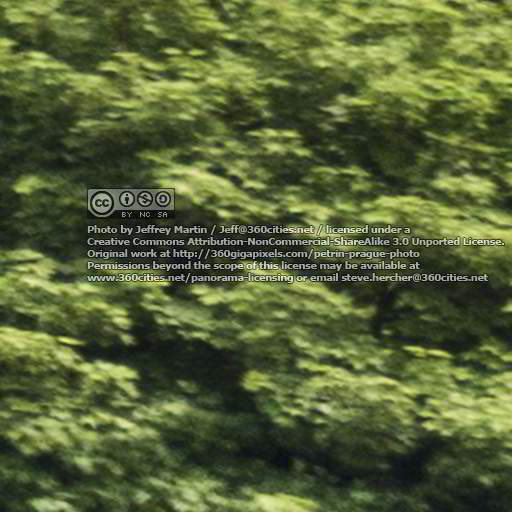 cc
BY NC SA
Photo by Jeffrey Martin / Jeff@360cities.net / licensed under a
Creative Commons Attribution-NonCommercial-ShareAlike 3.0 Unported License.
Original work at http://360gigapixels.com/petrin-prague-photo
Permissions beyond the scope of this license may be available at
www.360cities.net/panorama-licensing or email steve.hercher@360cities.net